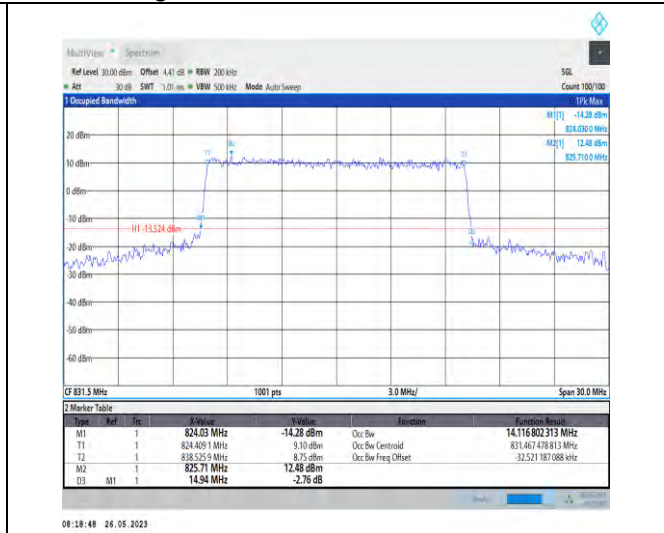 MultiView Spectrum
Ref Level 30.00 dBm Offset 4.41 dB RBW 200 kHz SGL
Att 30 dB SWT 1.01 ms VBW 500 kHz Mode Auto Sweep Count 100/100
1 Occupied Bandwidth 1Pk Max
M1[1] -14.28 dBm
824.030 0 MHz
M2[1] 12.48 dBm
825.710 0 MHz
20 dBm
10 dBm
0 dBm
-10 dBm
H1 -13.524 dBm
-20 dBm
-30 dBm
-40 dBm
-50 dBm
-60 dBm
CF 831.5 MHz 1001 pts 3.0 MHz/ Span 30.0 MHz
2 Marker Table
Type Ref Trc X-Value Y-Value Function Function Result
M1 1 824.03 MHz -14.28 dBm Occ Bw 14.116 802 313 MHz
T1 1 824.409 1 MHz 9.10 dBm Occ Bw Centroid 831.467 478 813 MHz
T2 1 838.525 9 MHz 8.75 dBm Occ Bw Freq Offset -32.521 187 088 kHz
M2 1 825.71 MHz 12.48 dBm
D3 M1 1 14.94 MHz -2.76 dB
08:18:48 26.05.2023